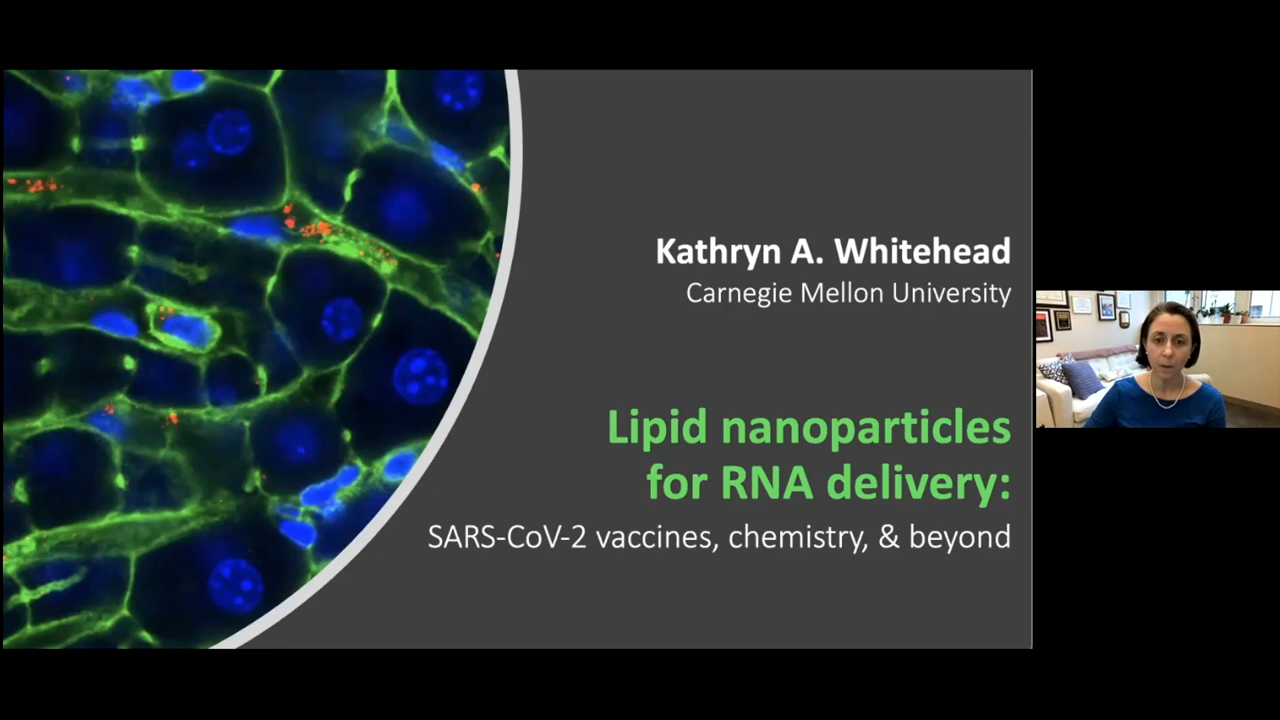 Kathryn A. Whitehead
Carnegie Mellon University
Lipid nanoparticles
for RNA delivery:
SARS-CoV-2 vaccines, chemistry, & beyond